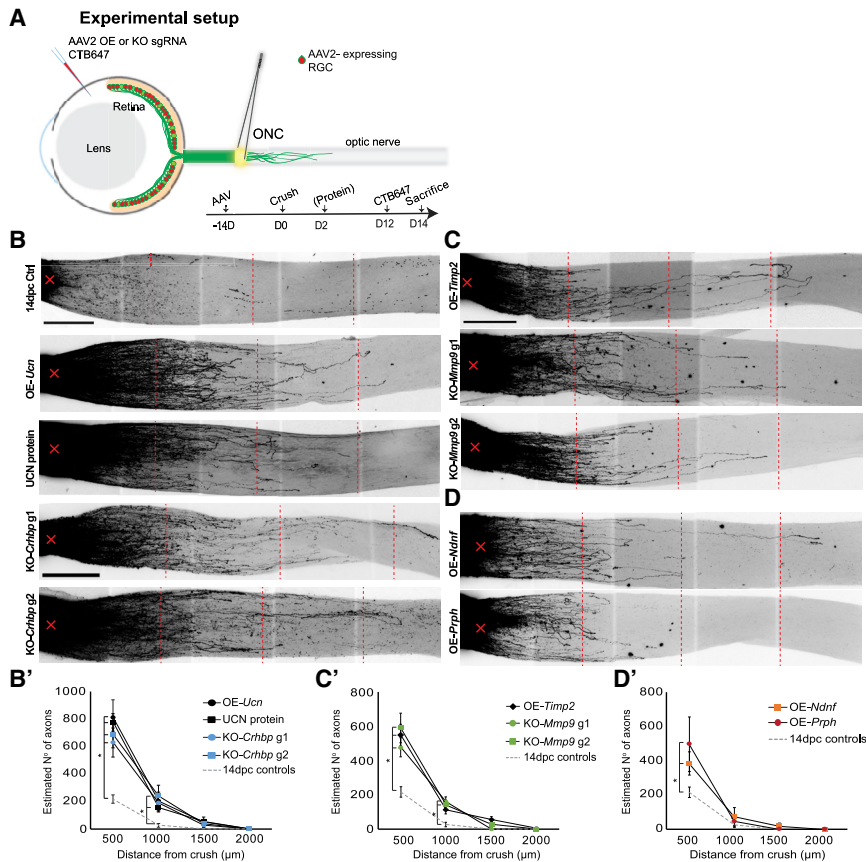 A
Experimental setup
AAV2 OE or KO sgRNA
CTB647
AAV2- expressing
RGC
Retina
Lens
ONC
optic nerve
AAV
Crush
(Protein)
CTB647
Sacrifice
-14D
D0
D2
D12
D14
B
14dpc Ctrl
OE-Ucn
UCN protein
KO-Crhbp g1
KO-Crhbp g2
C
OE-Timp2
KO-Mmp9 g1
KO-Mmp9 g2
D
OE-Ndnf
OE-Prph
B'
Estimated Nº of axons
1000
800
600
400
200
0
500 1000 1500 2000
Distance from crush (µm)
OE-Ucn
UCN protein
KO-Crhbp g1
KO-Crhbp g2
14dpc controls
*
*
C'
Estimated Nº of axons
800
600
400
200
0
500 1000 1500 2000
Distance from crush (µm)
OE-Timp2
KO-Mmp9 g1
KO-Mmp9 g2
14dpc controls
*
*
D'
Estimated Nº of axons
800
600
400
200
0
500 1000 1500 2000
Distance from crush (µm)
OE-Ndnf
OE-Prph
14dpc controls
*